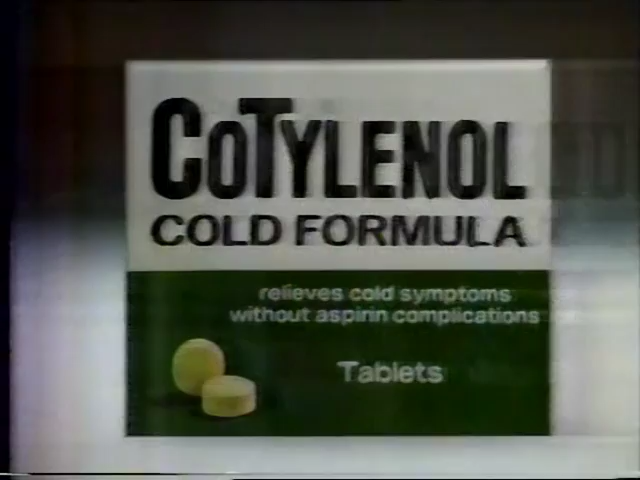 COTYLENOL
COLD FORMULA
relieves cold symptoms
without aspirin complications
Tablets